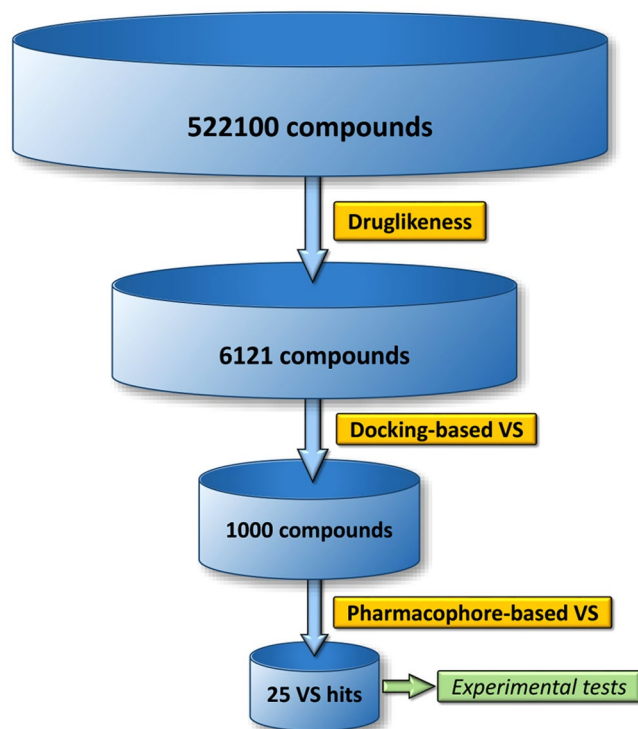 522100 compounds
Druglikeness
6121 compounds
Docking-based VS
1000 compounds
Pharmacophore-based VS
25 VS hits
Experimental tests